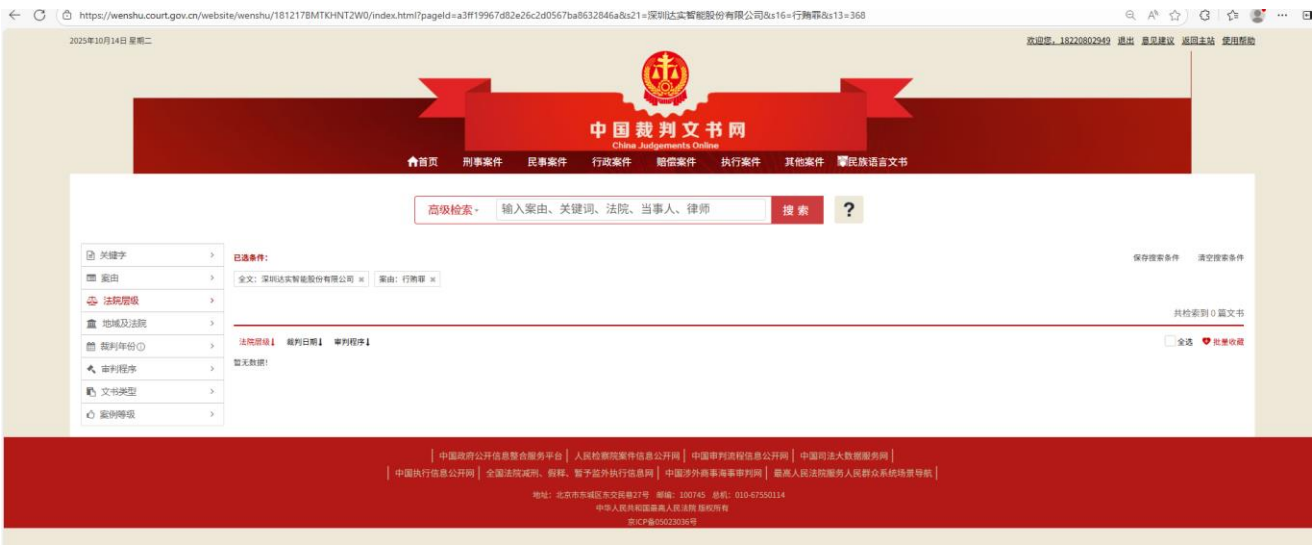 https://wenshu.court.gov.cn/website/wenshu/181217BMTKHNT2W0/index.html?pageId=a3ff19967d82e26c2d0567ba8632846a&s21=深圳达实智能股份有限公司&s16=行贿罪&s13=368
2025年10月14日 星期二
欢迎您，18220802949 退出 意见建议 返回主站 使用帮助
中国裁判文书网
China Judgements Online
首页 刑事案件 民事案件 行政案件 赔偿案件 执行案件 其他案件 民族语言文书
高级检索 输入案由、关键词、法院、当事人、律师 搜索 ?
关键字
案由
法院层级
地域及法院
裁判年份
审判程序
文书类型
案例等级
已选条件： 保存搜索条件 清空搜索条件
全文：深圳达实智能股份有限公司 × 案由：行贿罪 ×
共检索到 0 篇文书
法院层级 裁判日期 审判程序 全选 批量收藏
暂无数据!
| 中国政府公开信息整合服务平台 | 人民检察院案件信息公开网 | 中国审判流程信息公开网 | 中国司法大数据服务网 |
| 中国执行信息公开网 | 全国法院减刑、假释、暂予监外执行信息网 | 中国涉外商事海事审判网 | 最高人民法院服务人民群众系统场景导航 |
地址：北京市东城区东交民巷27号 邮编：100745 总机：010-67550114
中华人民共和国最高人民法院 版权所有
京ICP备05023036号